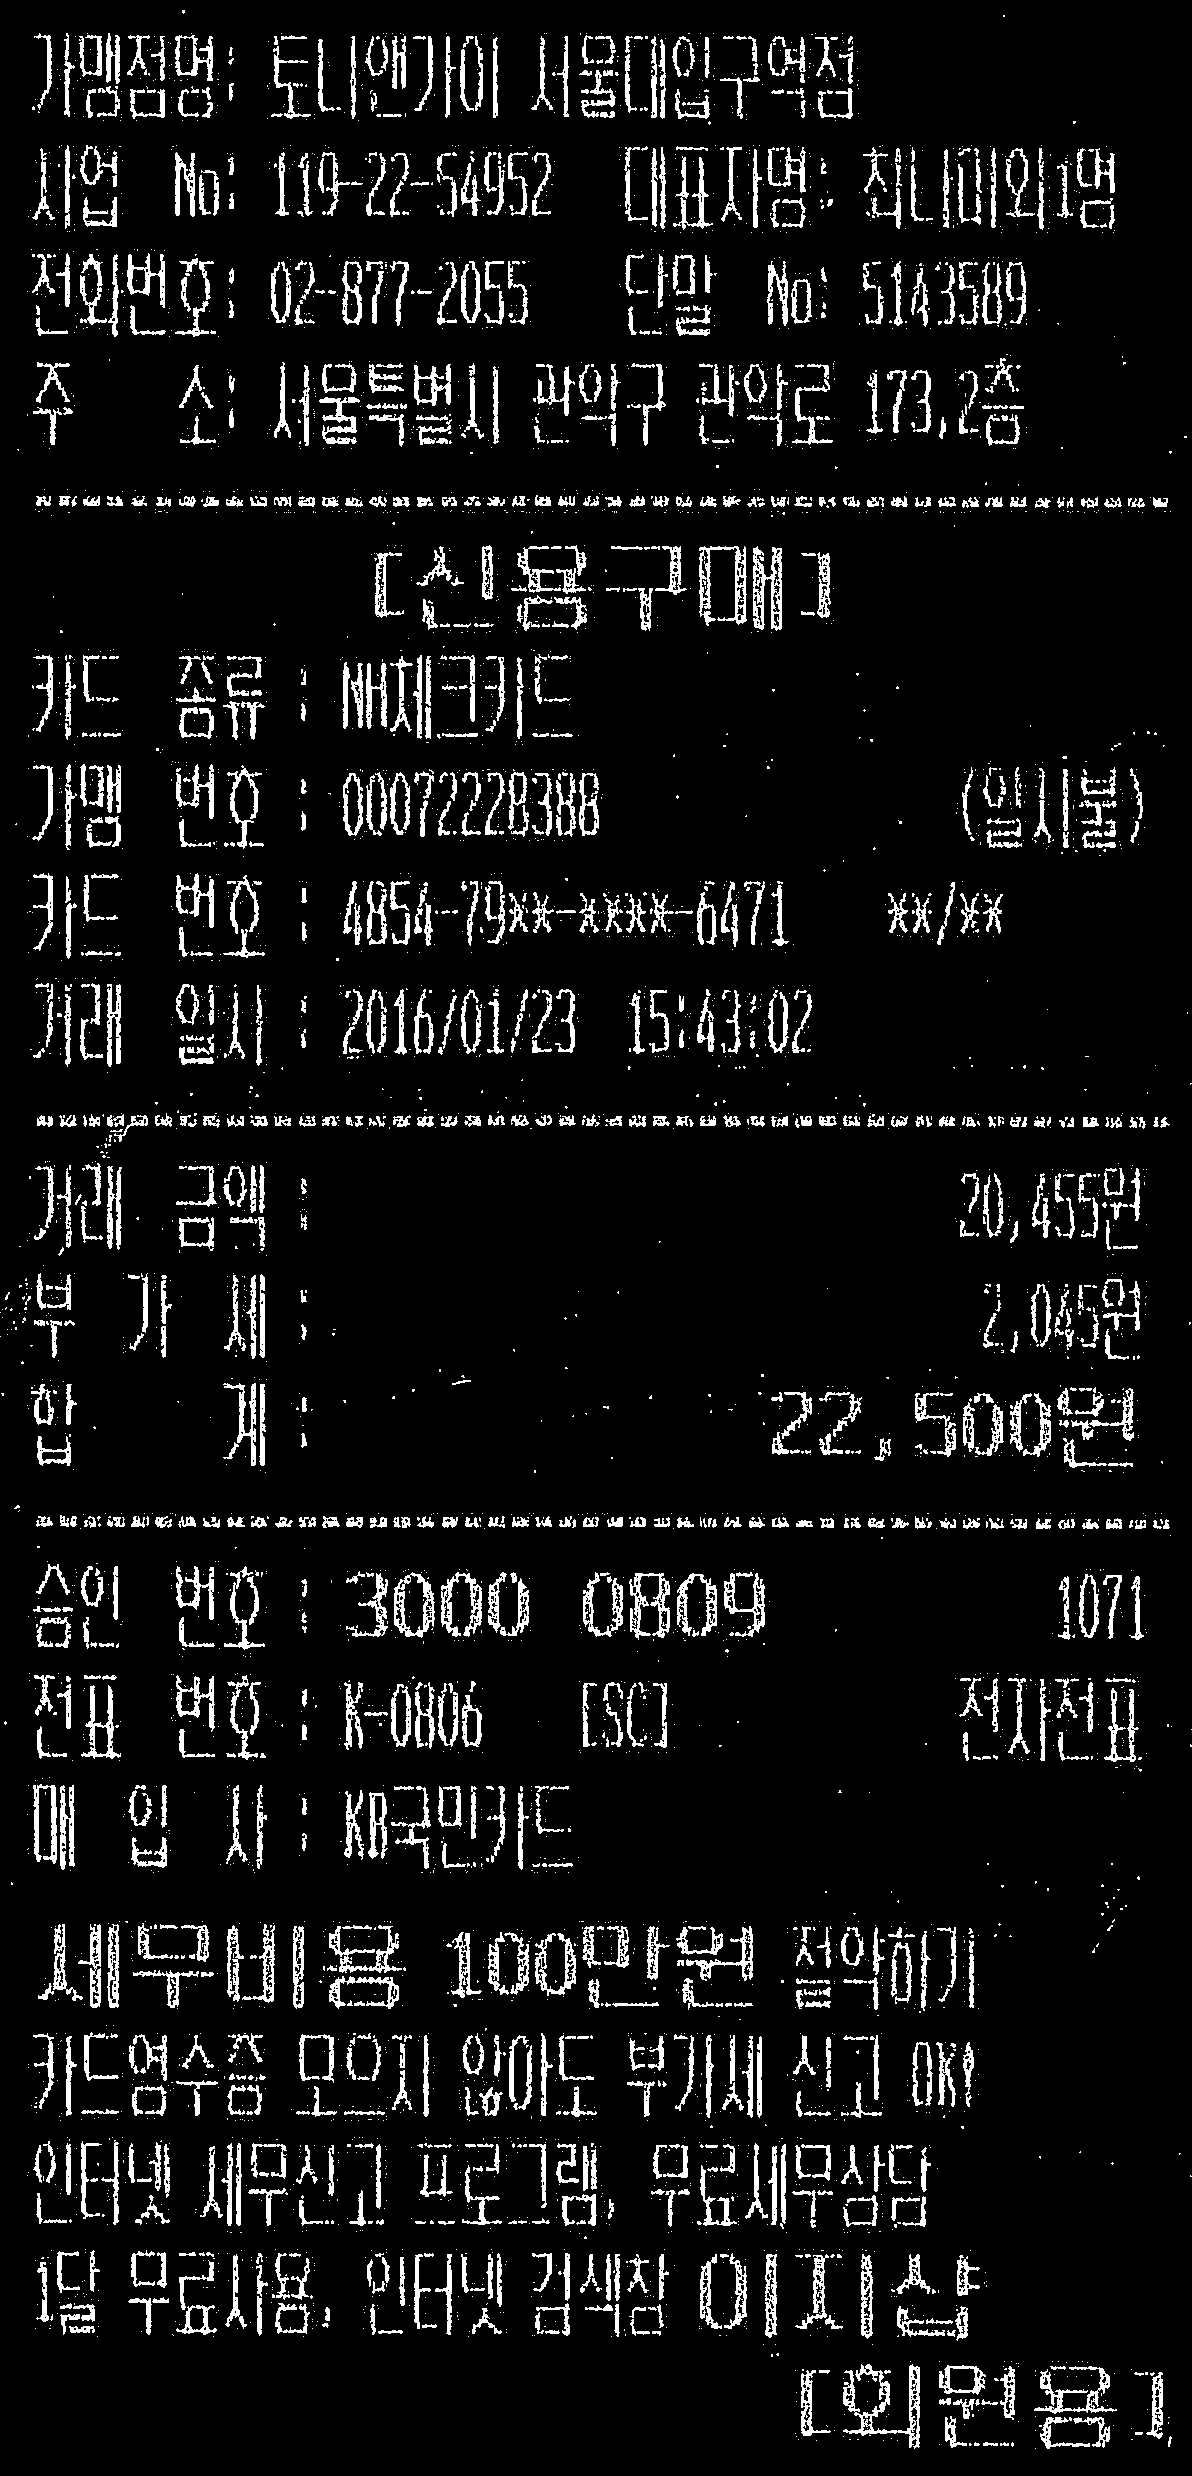 가맹점명: 토니앤가이 서울대입구역점
사업 No: 119-22-54952 대표자명: 최나미외1명
전화번호: 02-877-2055 단말 No: 5143589
주 소: 서울특별시 관악구 관악로 173,2층
[신용구매]
카드 종류 : NH체크카드
가맹 번호 : 00072228388 (일시불)
카드 번호 : 4854-79**-****-6471 **/**
거래 일시 : 2016/01/23 15:43:02
거래 금액 : 20,455원
부 가 세 : 2,045원
합 계 : 22,500원
승인 번호 : 3000 0809 1071
전표 번호 : K-0806 [SC] 전자전표
매 입 사 : KB국민카드
세무비용 100만원 절약하기
카드영수증 모으지 않아도 부가세 신고 OK!
인터넷 세무신고 프로그램, 무료세무상담
1달 무료사용, 인터넷 검색창 이지샵
[회원용]